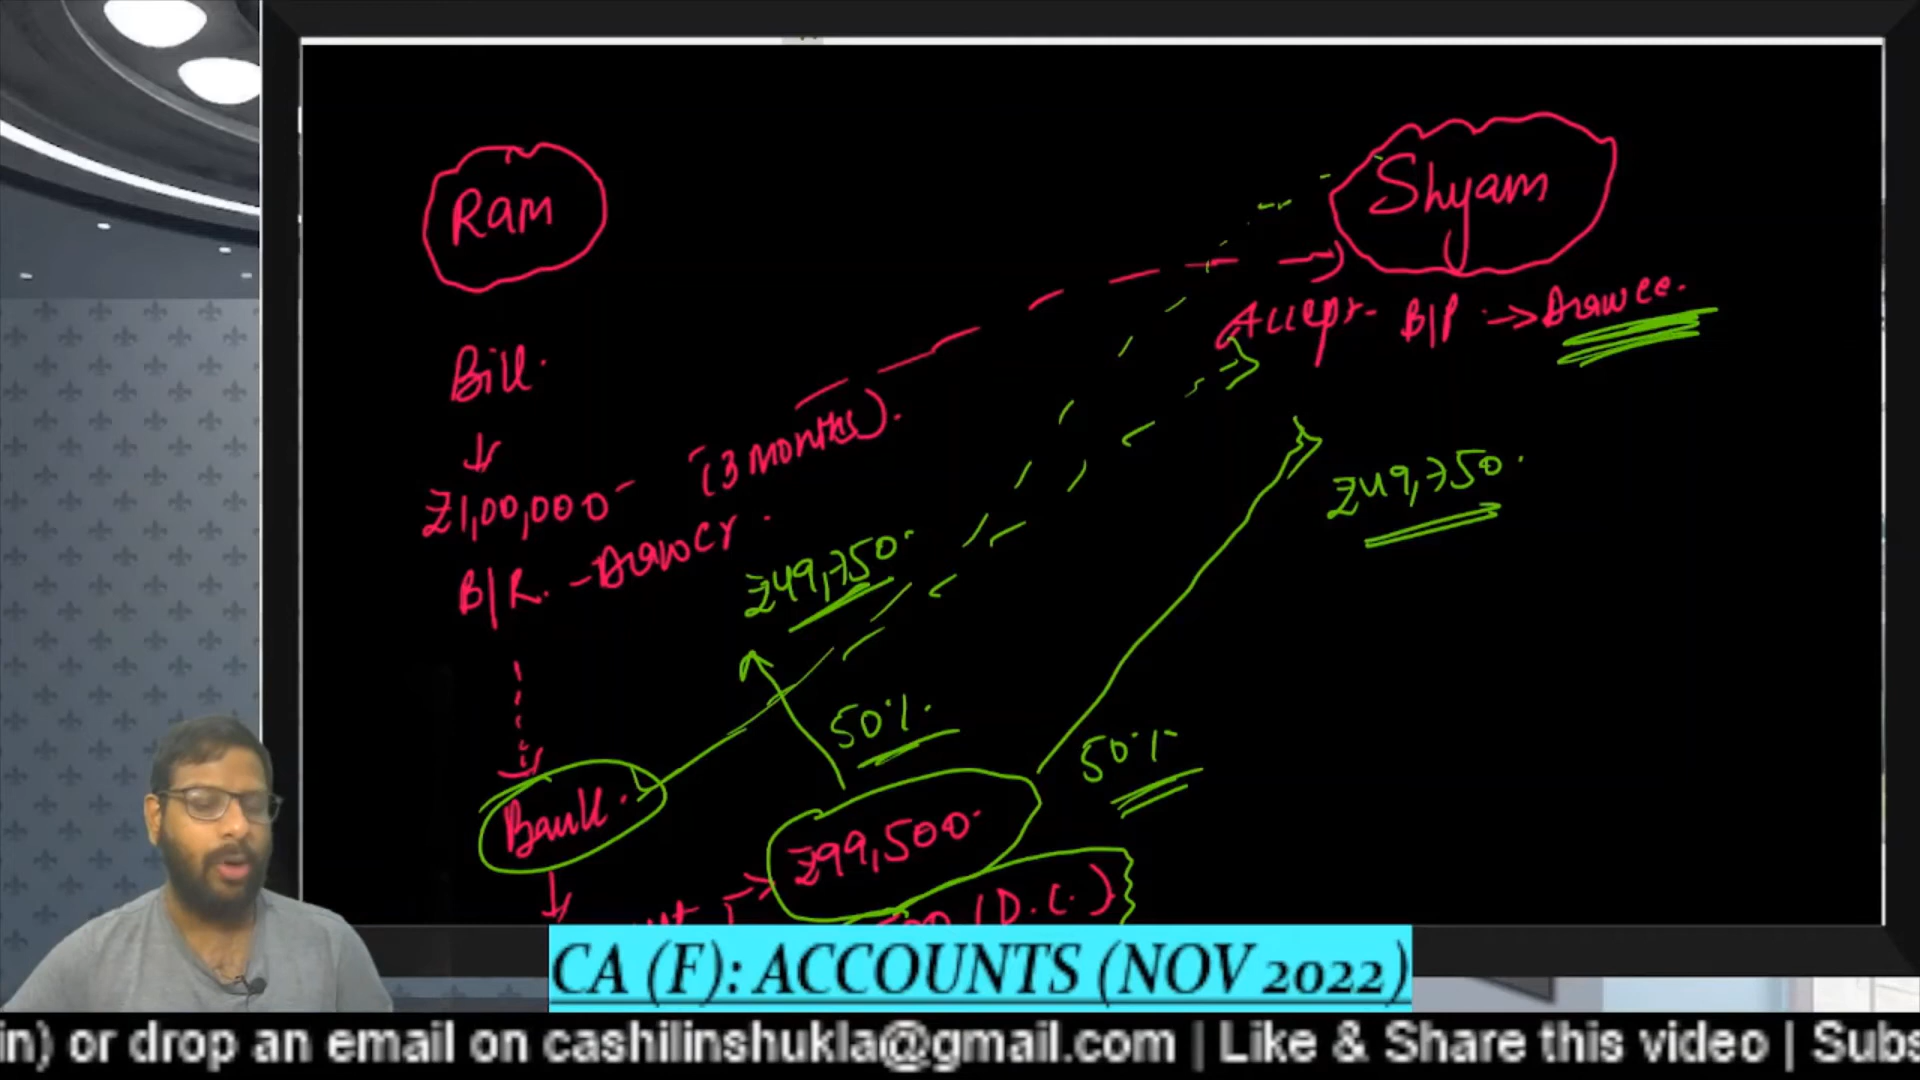 Ram
Shyam
Accept- B/P → Drawee.
Bill.
↓
₹1,00,000 (3 months).
B/R. - Drawer.
₹49,750.
₹49,750.
50%.
50%
Bank.
₹99,500.
(D.C.)
CA (F): ACCOUNTS (NOV 2022)
in) or drop an email on cashilinshukla@gmail.com | Like & Share this video | Subs